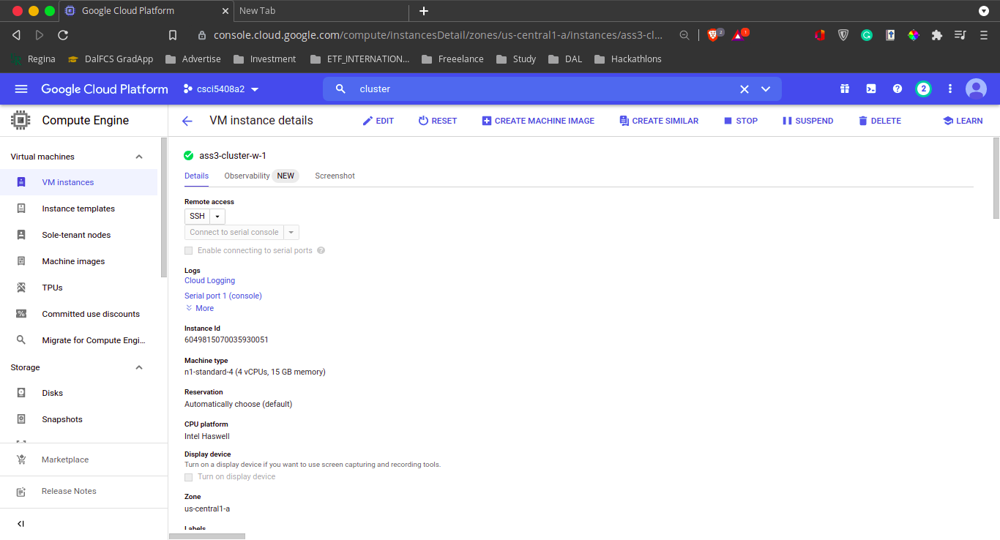 Google Cloud Platform
New Tab
console.cloud.google.com/compute/instancesDetail/zones/us-central1-a/instances/ass3-cl...
2
1
Regina
DalFCS GradApp
Advertise
Investment
ETF_INTERNATION...
Freeelance
Study
DAL
Hackathlons
Google Cloud Platform
csci5408a2
cluster
2
Compute Engine
VM instance details
EDIT
RESET
CREATE MACHINE IMAGE
CREATE SIMILAR
STOP
SUSPEND
DELETE
LEARN
Virtual machines
VM instances
Instance templates
Sole-tenant nodes
Machine images
TPUs
Committed use discounts
Migrate for Compute Engi...
Storage
Disks
Snapshots
Marketplace
Release Notes
ass3-cluster-w-1
Details
Observability NEW
Screenshot
Remote access
SSH
Connect to serial console
Enable connecting to serial ports
Logs
Cloud Logging
Serial port 1 (console)
More
Instance Id
6049815070035930051
Machine type
n1-standard-4 (4 vCPUs, 15 GB memory)
Reservation
Automatically choose (default)
CPU platform
Intel Haswell
Display device
Turn on a display device if you want to use screen capturing and recording tools.
Turn on display device
Zone
us-central1-a
Labels